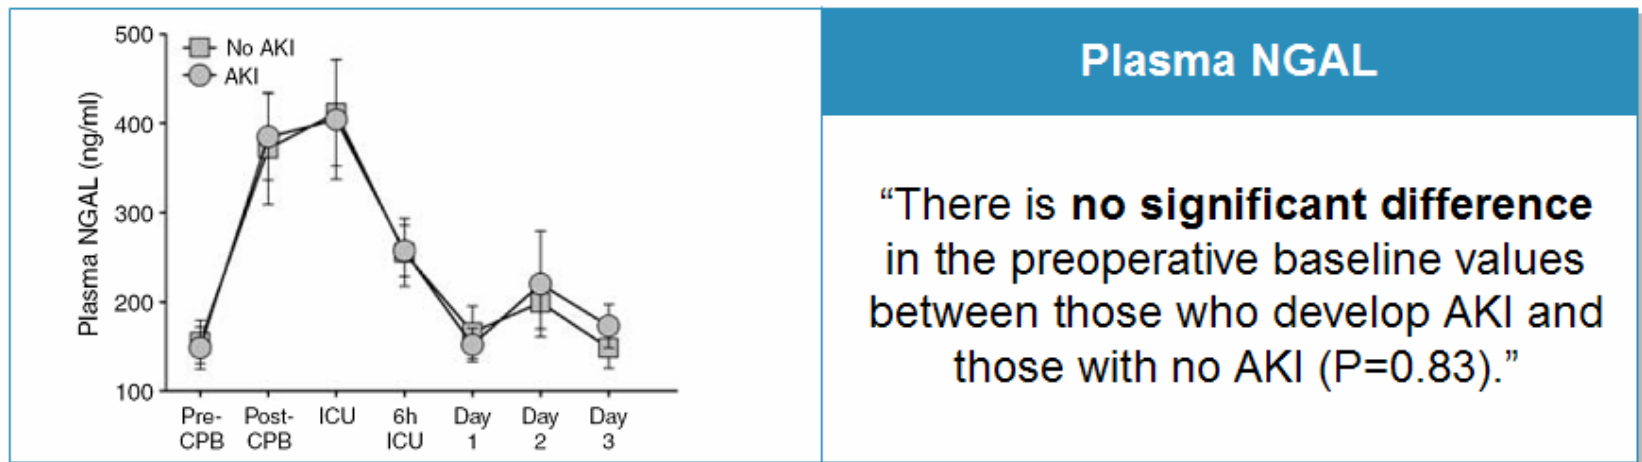 500
400
300
200
100
Plasma NGAL (ng/ml)
No AKI
AKI
Pre-
CPB
Post-
CPB
ICU
6h
ICU
Day
1
Day
2
Day
3
Plasma NGAL
“There is no significant difference
in the preoperative baseline values
between those who develop AKI and
those with no AKI (P=0.83).”